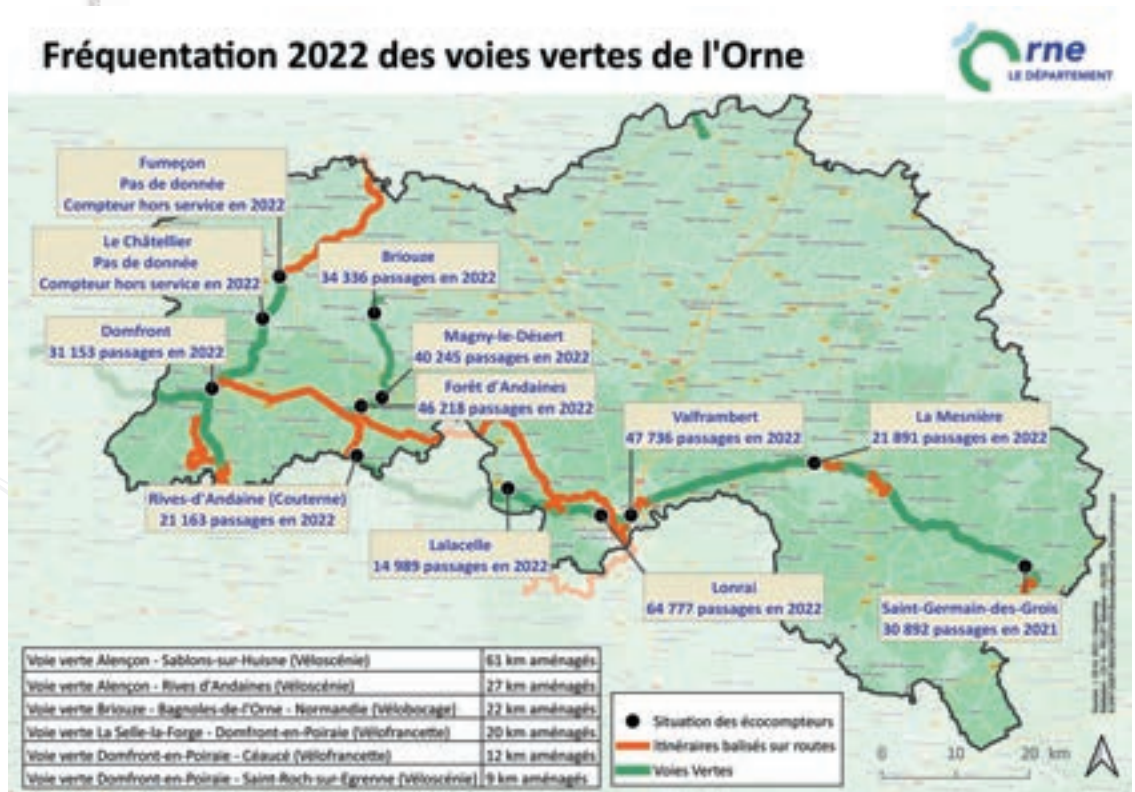 Fréquentation 2022 des voies vertes de l'Orne
Orne
LE DÉPARTEMENT
Fumeçon
Pas de donnée
Compteur hors service en 2022
Le Châtellier
Pas de donnée
Compteur hors service en 2022
Briouze
34 336 passages en 2022
Domfront
31 153 passages en 2022
Magny-le-Désert
40 245 passages en 2022
Forêt d'Andaines
46 218 passages en 2022
Valframbert
47 736 passages en 2022
La Mesnière
21 891 passages en 2022
Rives-d'Andaine (Couterne)
21 163 passages en 2022
Lalacelle
14 989 passages en 2022
Lonrai
64 777 passages en 2022
Saint-Germain-des-Grois
30 892 passages en 2021
Voie verte Alençon - Sablons-sur-Huisne (Véloscénie) 61 km aménagés
Voie verte Alençon - Rives d'Andaines (Véloscénie) 27 km aménagés
Voie verte Briouze - Bagnoles-de-l'Orne - Normandie (Vélobocage) 22 km aménagés
Voie verte La Selle-la-Forge - Domfront-en-Poiraie (Vélofrancette) 20 km aménagés
Voie verte Domfront-en-Poiraie - Céaucé (Vélofrancette) 12 km aménagés
Voie verte Domfront-en-Poiraie - Saint-Roch-sur-Egrenne (Véloscénie) 9 km aménagés
Situation des écocompteurs
Itinéraires balisés sur routes
Voies Vertes
0 10 20 km